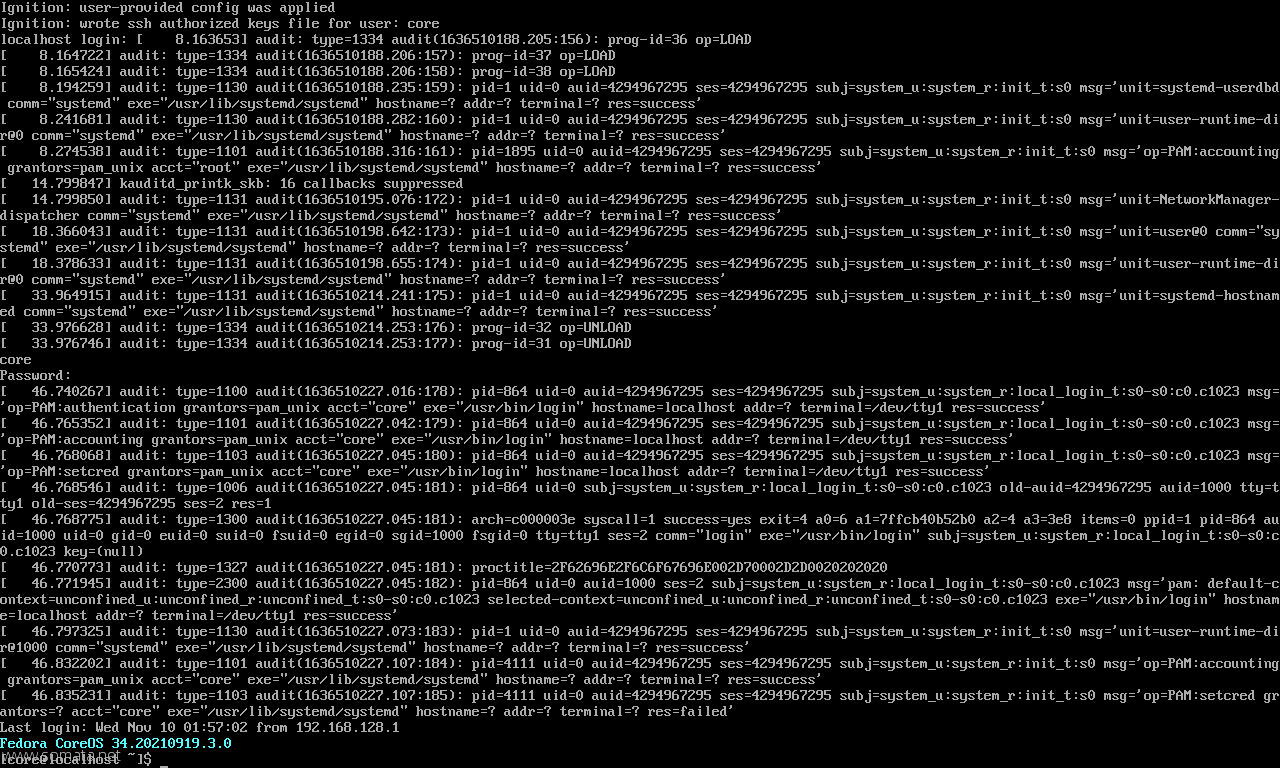 Ignition: user-provided config was applied
Ignition: wrote ssh authorized keys file for user: core
localhost login: [    8.163653] audit: type=1334 audit(1636510188.205:156): prog-id=36 op=LOAD
[    8.164722] audit: type=1334 audit(1636510188.206:157): prog-id=37 op=LOAD
[    8.165424] audit: type=1334 audit(1636510188.206:158): prog-id=38 op=LOAD
[    8.194259] audit: type=1130 audit(1636510188.235:159): pid=1 uid=0 auid=4294967295 ses=4294967295 subj=system_u:system_r:init_t:s0 msg='unit=systemd-userdbd
 comm="systemd" exe="/usr/lib/systemd/systemd" hostname=? addr=? terminal=? res=success'
[    8.241681] audit: type=1130 audit(1636510188.282:160): pid=1 uid=0 auid=4294967295 ses=4294967295 subj=system_u:system_r:init_t:s0 msg='unit=user-runtime-di
r@0 comm="systemd" exe="/usr/lib/systemd/systemd" hostname=? addr=? terminal=? res=success'
[    8.274538] audit: type=1101 audit(1636510188.316:161): pid=1895 uid=0 auid=4294967295 ses=4294967295 subj=system_u:system_r:init_t:s0 msg='op=PAM:accounting
 grantors=pam_unix acct="root" exe="/usr/lib/systemd/systemd" hostname=? addr=? terminal=? res=success'
[   14.799847] kauditd_printk_skb: 16 callbacks suppressed
[   14.799850] audit: type=1131 audit(1636510195.076:172): pid=1 uid=0 auid=4294967295 ses=4294967295 subj=system_u:system_r:init_t:s0 msg='unit=NetworkManager-
dispatcher comm="systemd" exe="/usr/lib/systemd/systemd" hostname=? addr=? terminal=? res=success'
[   18.366043] audit: type=1131 audit(1636510198.642:173): pid=1 uid=0 auid=4294967295 ses=4294967295 subj=system_u:system_r:init_t:s0 msg='unit=user@0 comm="sy
stemd" exe="/usr/lib/systemd/systemd" hostname=? addr=? terminal=? res=success'
[   18.378633] audit: type=1131 audit(1636510198.655:174): pid=1 uid=0 auid=4294967295 ses=4294967295 subj=system_u:system_r:init_t:s0 msg='unit=user-runtime-di
r@0 comm="systemd" exe="/usr/lib/systemd/systemd" hostname=? addr=? terminal=? res=success'
[   33.964915] audit: type=1131 audit(1636510214.241:175): pid=1 uid=0 auid=4294967295 ses=4294967295 subj=system_u:system_r:init_t:s0 msg='unit=systemd-hostnam
ed comm="systemd" exe="/usr/lib/systemd/systemd" hostname=? addr=? terminal=? res=success'
[   33.976628] audit: type=1334 audit(1636510214.253:176): prog-id=32 op=UNLOAD
[   33.976746] audit: type=1334 audit(1636510214.253:177): prog-id=31 op=UNLOAD
core
Password:
[   46.740267] audit: type=1100 audit(1636510227.016:178): pid=864 uid=0 auid=4294967295 ses=4294967295 subj=system_u:system_r:local_login_t:s0-s0:c0.c1023 msg=
'op=PAM:authentication grantors=pam_unix acct="core" exe="/usr/bin/login" hostname=localhost addr=? terminal=/dev/tty1 res=success'
[   46.765352] audit: type=1101 audit(1636510227.042:179): pid=864 uid=0 auid=4294967295 ses=4294967295 subj=system_u:system_r:local_login_t:s0-s0:c0.c1023 msg=
'op=PAM:accounting grantors=pam_unix acct="core" exe="/usr/bin/login" hostname=localhost addr=? terminal=/dev/tty1 res=success'
[   46.768068] audit: type=1103 audit(1636510227.045:180): pid=864 uid=0 auid=4294967295 ses=4294967295 subj=system_u:system_r:local_login_t:s0-s0:c0.c1023 msg=
'op=PAM:setcred grantors=pam_unix acct="core" exe="/usr/bin/login" hostname=localhost addr=? terminal=/dev/tty1 res=success'
[   46.768546] audit: type=1006 audit(1636510227.045:181): pid=864 uid=0 subj=system_u:system_r:local_login_t:s0-s0:c0.c1023 old-auid=4294967295 auid=1000 tty=t
ty1 old-ses=4294967295 ses=2 res=1
[   46.768775] audit: type=1300 audit(1636510227.045:181): arch=c000003e syscall=1 success=yes exit=4 a0=6 a1=7ffcb40b52b0 a2=4 a3=3e8 items=0 ppid=1 pid=864 au
id=1000 uid=0 gid=0 euid=0 suid=0 fsuid=0 egid=0 sgid=1000 fsgid=0 tty=tty1 ses=2 comm="login" exe="/usr/bin/login" subj=system_u:system_r:local_login_t:s0-s0:c
0.c1023 key=(null)
[   46.770773] audit: type=1327 audit(1636510227.045:181): proctitle=2F62696E2F6C6F67696E002D70002D2D0020202020
[   46.771945] audit: type=2300 audit(1636510227.045:182): pid=864 uid=0 auid=1000 ses=2 subj=system_u:system_r:local_login_t:s0-s0:c0.c1023 msg='pam: default-c
ontext=unconfined_u:unconfined_r:unconfined_t:s0-s0:c0.c1023 selected-context=unconfined_u:unconfined_r:unconfined_t:s0-s0:c0.c1023 exe="/usr/bin/login" hostnam
e=localhost addr=? terminal=/dev/tty1 res=success'
[   46.797325] audit: type=1130 audit(1636510227.073:183): pid=1 uid=0 auid=4294967295 ses=4294967295 subj=system_u:system_r:init_t:s0 msg='unit=user-runtime-di
r@1000 comm="systemd" exe="/usr/lib/systemd/systemd" hostname=? addr=? terminal=? res=success'
[   46.832202] audit: type=1101 audit(1636510227.107:184): pid=4111 uid=0 auid=4294967295 ses=4294967295 subj=system_u:system_r:init_t:s0 msg='op=PAM:accounting
 grantors=pam_unix acct="core" exe="/usr/lib/systemd/systemd" hostname=? addr=? terminal=? res=success'
[   46.835231] audit: type=1103 audit(1636510227.107:185): pid=4111 uid=0 auid=4294967295 ses=4294967295 subj=system_u:system_r:init_t:s0 msg='op=PAM:setcred gr
antors=? acct="core" exe="/usr/lib/systemd/systemd" hostname=? addr=? terminal=? res=failed'
Last login: Wed Nov 10 01:57:02 from 192.168.128.1
Fedora CoreOS 34.20210919.3.0
[core@localhost ~]$ _